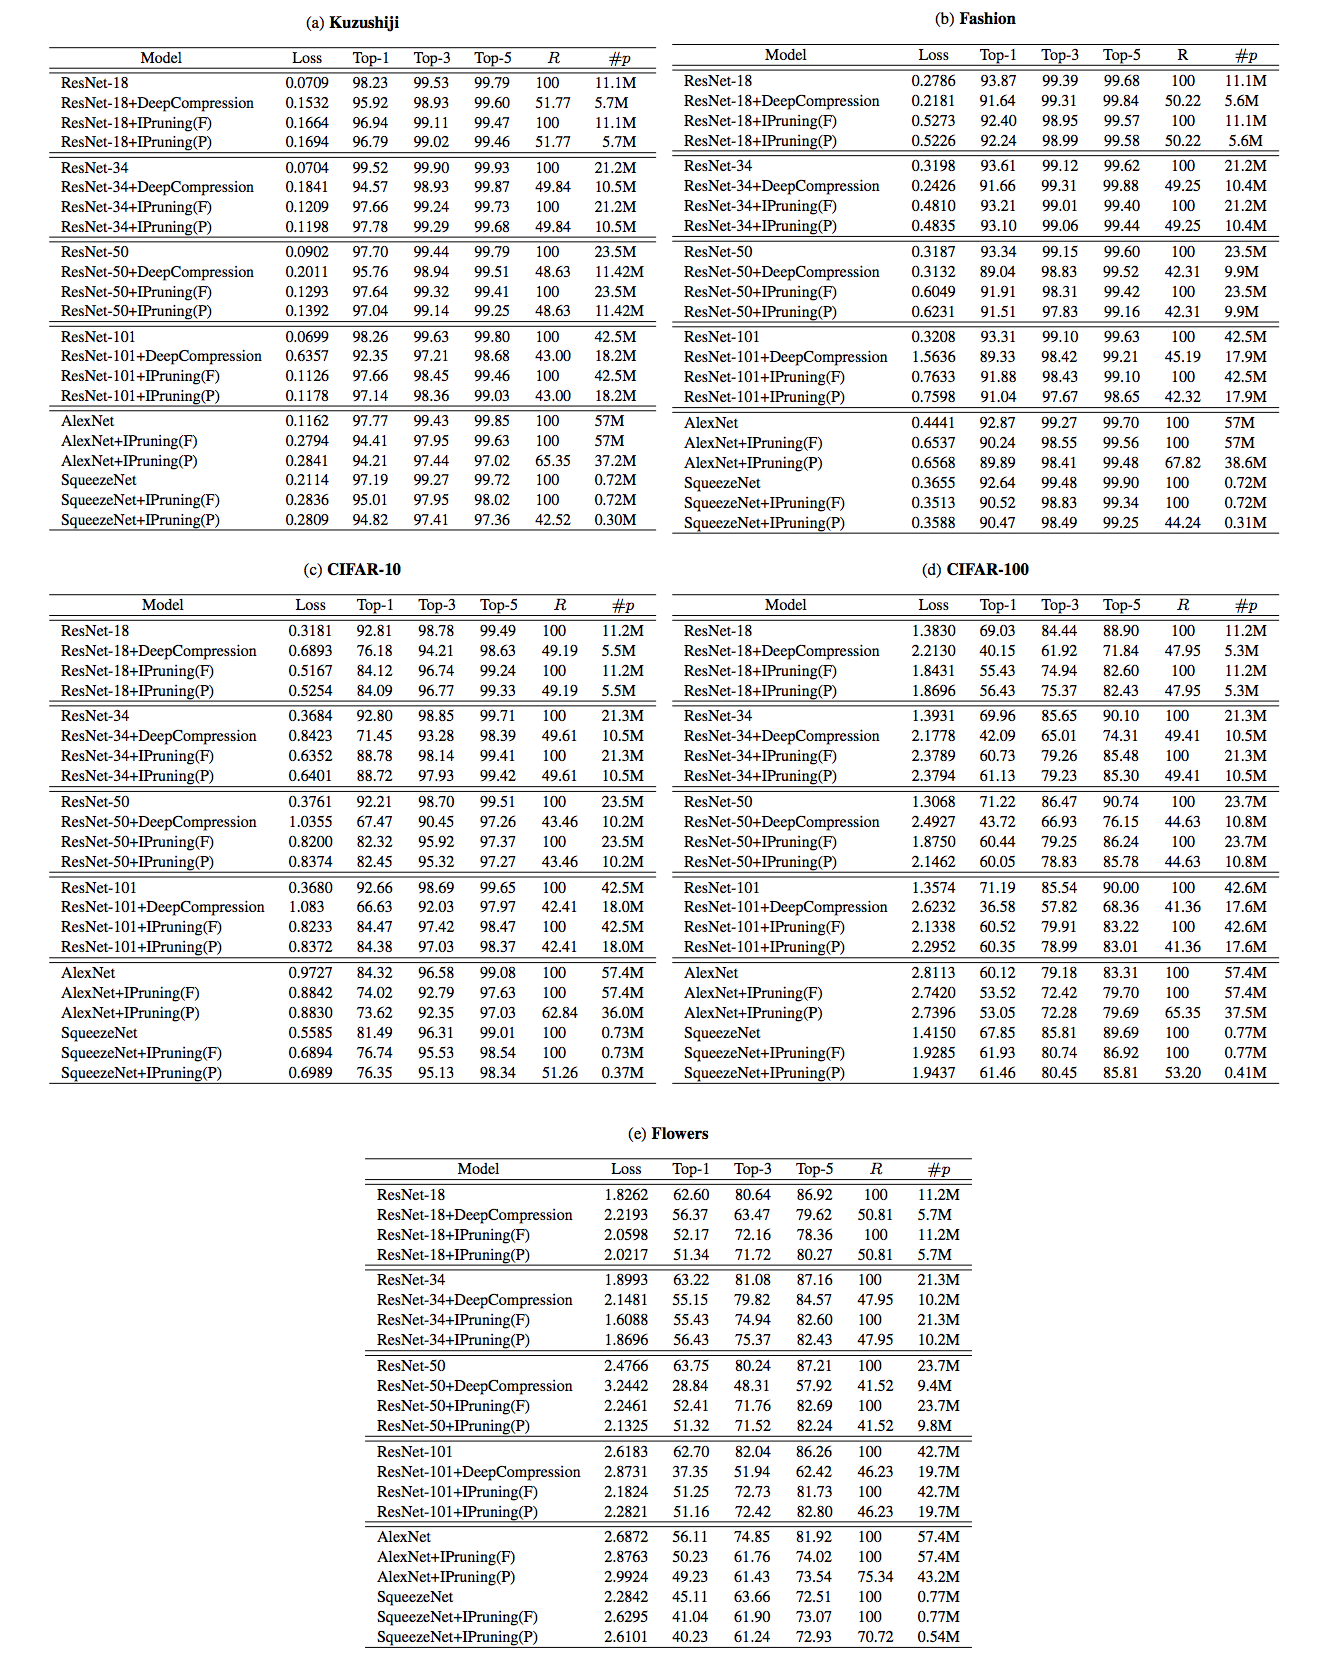 (a) Kuzushiji
Model Loss Top-1 Top-3 Top-5 R #p
ResNet-18 0.0709 98.23 99.53 99.79 100 11.1M
ResNet-18+DeepCompression 0.1532 95.92 98.93 99.60 51.77 5.7M
ResNet-18+IPruning(F) 0.1664 96.94 99.11 99.47 100 11.1M
ResNet-18+IPruning(P) 0.1694 96.79 99.02 99.46 51.77 5.7M
ResNet-34 0.0704 99.52 99.90 99.93 100 21.2M
ResNet-34+DeepCompression 0.1841 94.57 98.93 99.87 49.84 10.5M
ResNet-34+IPruning(F) 0.1209 97.66 99.24 99.73 100 21.2M
ResNet-34+IPruning(P) 0.1198 97.78 99.29 99.68 49.84 10.5M
ResNet-50 0.0902 97.70 99.44 99.79 100 23.5M
ResNet-50+DeepCompression 0.2011 95.76 98.94 99.51 48.63 11.42M
ResNet-50+IPruning(F) 0.1293 97.64 99.32 99.41 100 23.5M
ResNet-50+IPruning(P) 0.1392 97.04 99.14 99.25 48.63 11.42M
ResNet-101 0.0699 98.26 99.63 99.80 100 42.5M
ResNet-101+DeepCompression 0.6357 92.35 97.21 98.68 43.00 18.2M
ResNet-101+IPruning(F) 0.1126 97.66 98.45 99.46 100 42.5M
ResNet-101+IPruning(P) 0.1178 97.14 98.36 99.03 43.00 18.2M
AlexNet 0.1162 97.77 99.43 99.85 100 57M
AlexNet+IPruning(F) 0.2794 94.41 97.95 99.63 100 57M
AlexNet+IPruning(P) 0.2841 94.21 97.44 97.02 65.35 37.2M
SqueezeNet 0.2114 97.19 99.27 99.72 100 0.72M
SqueezeNet+IPruning(F) 0.2836 95.01 97.95 98.02 100 0.72M
SqueezeNet+IPruning(P) 0.2809 94.82 97.41 97.36 42.52 0.30M
(b) Fashion
Model Loss Top-1 Top-3 Top-5 R #p
ResNet-18 0.2786 93.87 99.39 99.68 100 11.1M
ResNet-18+DeepCompression 0.2181 91.64 99.31 99.84 50.22 5.6M
ResNet-18+IPruning(F) 0.5273 92.40 98.95 99.57 100 11.1M
ResNet-18+IPruning(P) 0.5226 92.24 98.99 99.58 50.22 5.6M
ResNet-34 0.3198 93.61 99.12 99.62 100 21.2M
ResNet-34+DeepCompression 0.2426 91.66 99.31 99.88 49.25 10.4M
ResNet-34+IPruning(F) 0.4810 93.21 99.01 99.40 100 21.2M
ResNet-34+IPruning(P) 0.4835 93.10 99.06 99.44 49.25 10.4M
ResNet-50 0.3187 93.34 99.15 99.60 100 23.5M
ResNet-50+DeepCompression 0.3132 89.04 98.83 99.52 42.31 9.9M
ResNet-50+IPruning(F) 0.6049 91.91 98.31 99.42 100 23.5M
ResNet-50+IPruning(P) 0.6231 91.51 97.83 99.16 42.31 9.9M
ResNet-101 0.3208 93.31 99.10 99.63 100 42.5M
ResNet-101+DeepCompression 1.5636 89.33 98.42 99.21 45.19 17.9M
ResNet-101+IPruning(F) 0.7633 91.88 98.43 99.10 100 42.5M
ResNet-101+IPruning(P) 0.7598 91.04 97.67 98.65 42.32 17.9M
AlexNet 0.4441 92.87 99.27 99.70 100 57M
AlexNet+IPruning(F) 0.6537 90.24 98.55 99.56 100 57M
AlexNet+IPruning(P) 0.6568 89.89 98.41 99.48 67.82 38.6M
SqueezeNet 0.3655 92.64 99.48 99.90 100 0.72M
SqueezeNet+IPruning(F) 0.3513 90.52 98.83 99.34 100 0.72M
SqueezeNet+IPruning(P) 0.3588 90.47 98.49 99.25 44.24 0.31M
(c) CIFAR-10
Model Loss Top-1 Top-3 Top-5 R #p
ResNet-18 0.3181 92.81 98.78 99.49 100 11.2M
ResNet-18+DeepCompression 0.6893 76.18 94.21 98.63 49.19 5.5M
ResNet-18+IPruning(F) 0.5167 84.12 96.74 99.24 100 11.2M
ResNet-18+IPruning(P) 0.5254 84.09 96.77 99.33 49.19 5.5M
ResNet-34 0.3684 92.80 98.85 99.71 100 21.3M
ResNet-34+DeepCompression 0.8423 71.45 93.28 98.39 49.61 10.5M
ResNet-34+IPruning(F) 0.6352 88.78 98.14 99.41 100 21.3M
ResNet-34+IPruning(P) 0.6401 88.72 97.93 99.42 49.61 10.5M
ResNet-50 0.3761 92.21 98.70 99.51 100 23.5M
ResNet-50+DeepCompression 1.0355 67.47 90.45 97.26 43.46 10.2M
ResNet-50+IPruning(F) 0.8200 82.32 95.92 97.37 100 23.5M
ResNet-50+IPruning(P) 0.8374 82.45 95.32 97.27 43.46 10.2M
ResNet-101 0.3680 92.66 98.69 99.65 100 42.5M
ResNet-101+DeepCompression 1.083 66.63 92.03 97.97 42.41 18.0M
ResNet-101+IPruning(F) 0.8233 84.47 97.42 98.47 100 42.5M
ResNet-101+IPruning(P) 0.8372 84.38 97.03 98.37 42.41 18.0M
AlexNet 0.9727 84.32 96.58 99.08 100 57.4M
AlexNet+IPruning(F) 0.8842 74.02 92.79 97.63 100 57.4M
AlexNet+IPruning(P) 0.8830 73.62 92.35 97.03 62.84 36.0M
SqueezeNet 0.5585 81.49 96.31 99.01 100 0.73M
SqueezeNet+IPruning(F) 0.6894 76.74 95.53 98.54 100 0.73M
SqueezeNet+IPruning(P) 0.6989 76.35 95.13 98.34 51.26 0.37M
(d) CIFAR-100
Model Loss Top-1 Top-3 Top-5 R #p
ResNet-18 1.3830 69.03 84.44 88.90 100 11.2M
ResNet-18+DeepCompression 2.2130 40.15 61.92 71.84 47.95 5.3M
ResNet-18+IPruning(F) 1.8431 55.43 74.94 82.60 100 11.2M
ResNet-18+IPruning(P) 1.8696 56.43 75.37 82.43 47.95 5.3M
ResNet-34 1.3931 69.96 85.65 90.10 100 21.3M
ResNet-34+DeepCompression 2.1778 42.09 65.01 74.31 49.41 10.5M
ResNet-34+IPruning(F) 2.3789 60.73 79.26 85.48 100 21.3M
ResNet-34+IPruning(P) 2.3794 61.13 79.23 85.30 49.41 10.5M
ResNet-50 1.3068 71.22 86.47 90.74 100 23.7M
ResNet-50+DeepCompression 2.4927 43.72 66.93 76.15 44.63 10.8M
ResNet-50+IPruning(F) 1.8750 60.44 79.25 86.24 100 23.7M
ResNet-50+IPruning(P) 2.1462 60.05 78.83 85.78 44.63 10.8M
ResNet-101 1.3574 71.19 85.54 90.00 100 42.6M
ResNet-101+DeepCompression 2.6232 36.58 57.82 68.36 41.36 17.6M
ResNet-101+IPruning(F) 2.1338 60.52 79.91 83.22 100 42.6M
ResNet-101+IPruning(P) 2.2952 60.35 78.99 83.01 41.36 17.6M
AlexNet 2.8113 60.12 79.18 83.31 100 57.4M
AlexNet+IPruning(F) 2.7420 53.52 72.42 79.70 100 57.4M
AlexNet+IPruning(P) 2.7396 53.05 72.28 79.69 65.35 37.5M
SqueezeNet 1.4150 67.85 85.81 89.69 100 0.77M
SqueezeNet+IPruning(F) 1.9285 61.93 80.74 86.92 100 0.77M
SqueezeNet+IPruning(P) 1.9437 61.46 80.45 85.81 53.20 0.41M
(e) Flowers
Model Loss Top-1 Top-3 Top-5 R #p
ResNet-18 1.8262 62.60 80.64 86.92 100 11.2M
ResNet-18+DeepCompression 2.2193 56.37 63.47 79.62 50.81 5.7M
ResNet-18+IPruning(F) 2.0598 52.17 72.16 78.36 100 11.2M
ResNet-18+IPruning(P) 2.0217 51.34 71.72 80.27 50.81 5.7M
ResNet-34 1.8993 63.22 81.08 87.16 100 21.3M
ResNet-34+DeepCompression 2.1481 55.15 79.82 84.57 47.95 10.2M
ResNet-34+IPruning(F) 1.6088 55.43 74.94 82.60 100 21.3M
ResNet-34+IPruning(P) 1.8696 56.43 75.37 82.43 47.95 10.2M
ResNet-50 2.4766 63.75 80.24 87.21 100 23.7M
ResNet-50+DeepCompression 3.2442 28.84 48.31 57.92 41.52 9.4M
ResNet-50+IPruning(F) 2.2461 52.41 71.76 82.69 100 23.7M
ResNet-50+IPruning(P) 2.1325 51.32 71.52 82.24 41.52 9.8M
ResNet-101 2.6183 62.70 82.04 86.26 100 42.7M
ResNet-101+DeepCompression 2.8731 37.35 51.94 62.42 46.23 19.7M
ResNet-101+IPruning(F) 2.1824 51.25 72.73 81.73 100 42.7M
ResNet-101+IPruning(P) 2.2821 51.16 72.42 82.80 46.23 19.7M
AlexNet 2.6872 56.11 74.85 81.92 100 57.4M
AlexNet+IPruning(F) 2.8763 50.23 61.76 74.02 100 57.4M
AlexNet+IPruning(P) 2.9924 49.23 61.43 73.54 75.34 43.2M
SqueezeNet 2.2842 45.11 63.66 72.51 100 0.77M
SqueezeNet+IPruning(F) 2.6295 41.04 61.90 73.07 100 0.77M
SqueezeNet+IPruning(P) 2.6101 40.23 61.24 72.93 70.72 0.54M